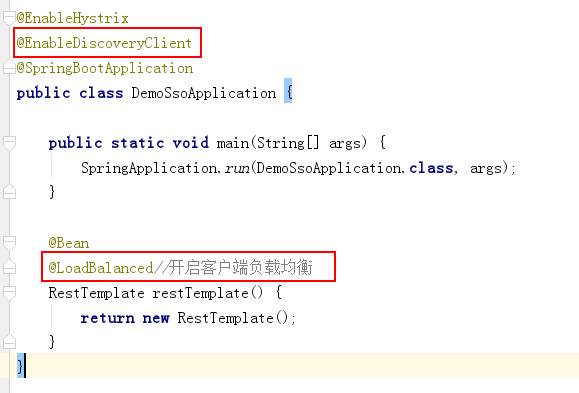 @EnableHystrix
@EnableDiscoveryClient
@SpringBootApplication
public class DemoSsoApplication {
public static void main(String[] args) {
SpringApplication.run(DemoSsoApplication.class, args);
}
@Bean
@LoadBalanced//开启客户端负载均衡
RestTemplate restTemplate() {
return new RestTemplate();
}
}